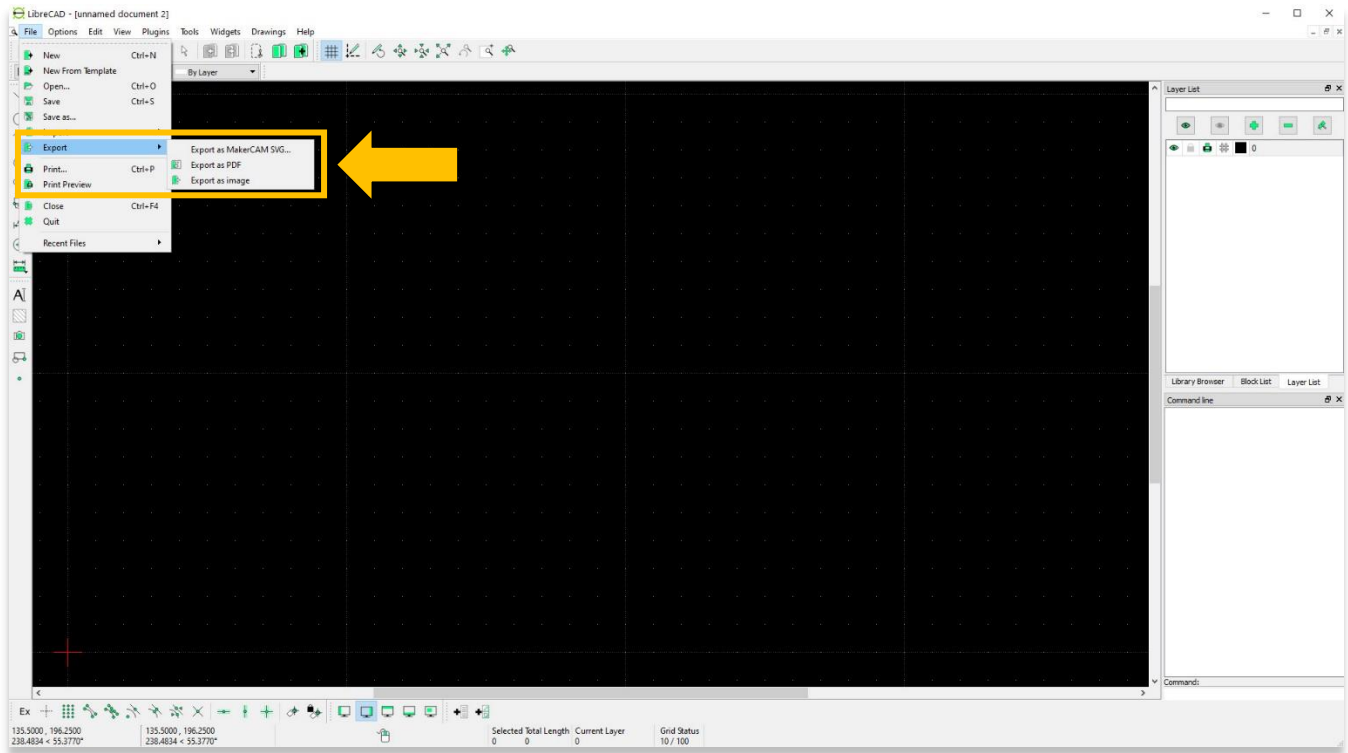 LibreCAD - [unnamed document 2]
File Options Edit View Plugins Tools Widgets Drawings Help
New Ctrl+N
New From Template
By Layer
Open... Ctrl+O
Save Ctrl+S
Save as...
Export
Export as MakerCAM SVG...
Export as PDF
Export as image
Print... Ctrl+P
Print Preview
Close Ctrl+F4
Quit
Recent Files
Layer List
0
Library Browser Block List Layer List
Command line
Command:
Ex
135.5000 , 196.2500
238.4834 < 55.3770°
135.5000 , 196.2500
238.4834 < 55.3770°
Selected Total Length Current Layer
0 0 0
Grid Status
10 / 100